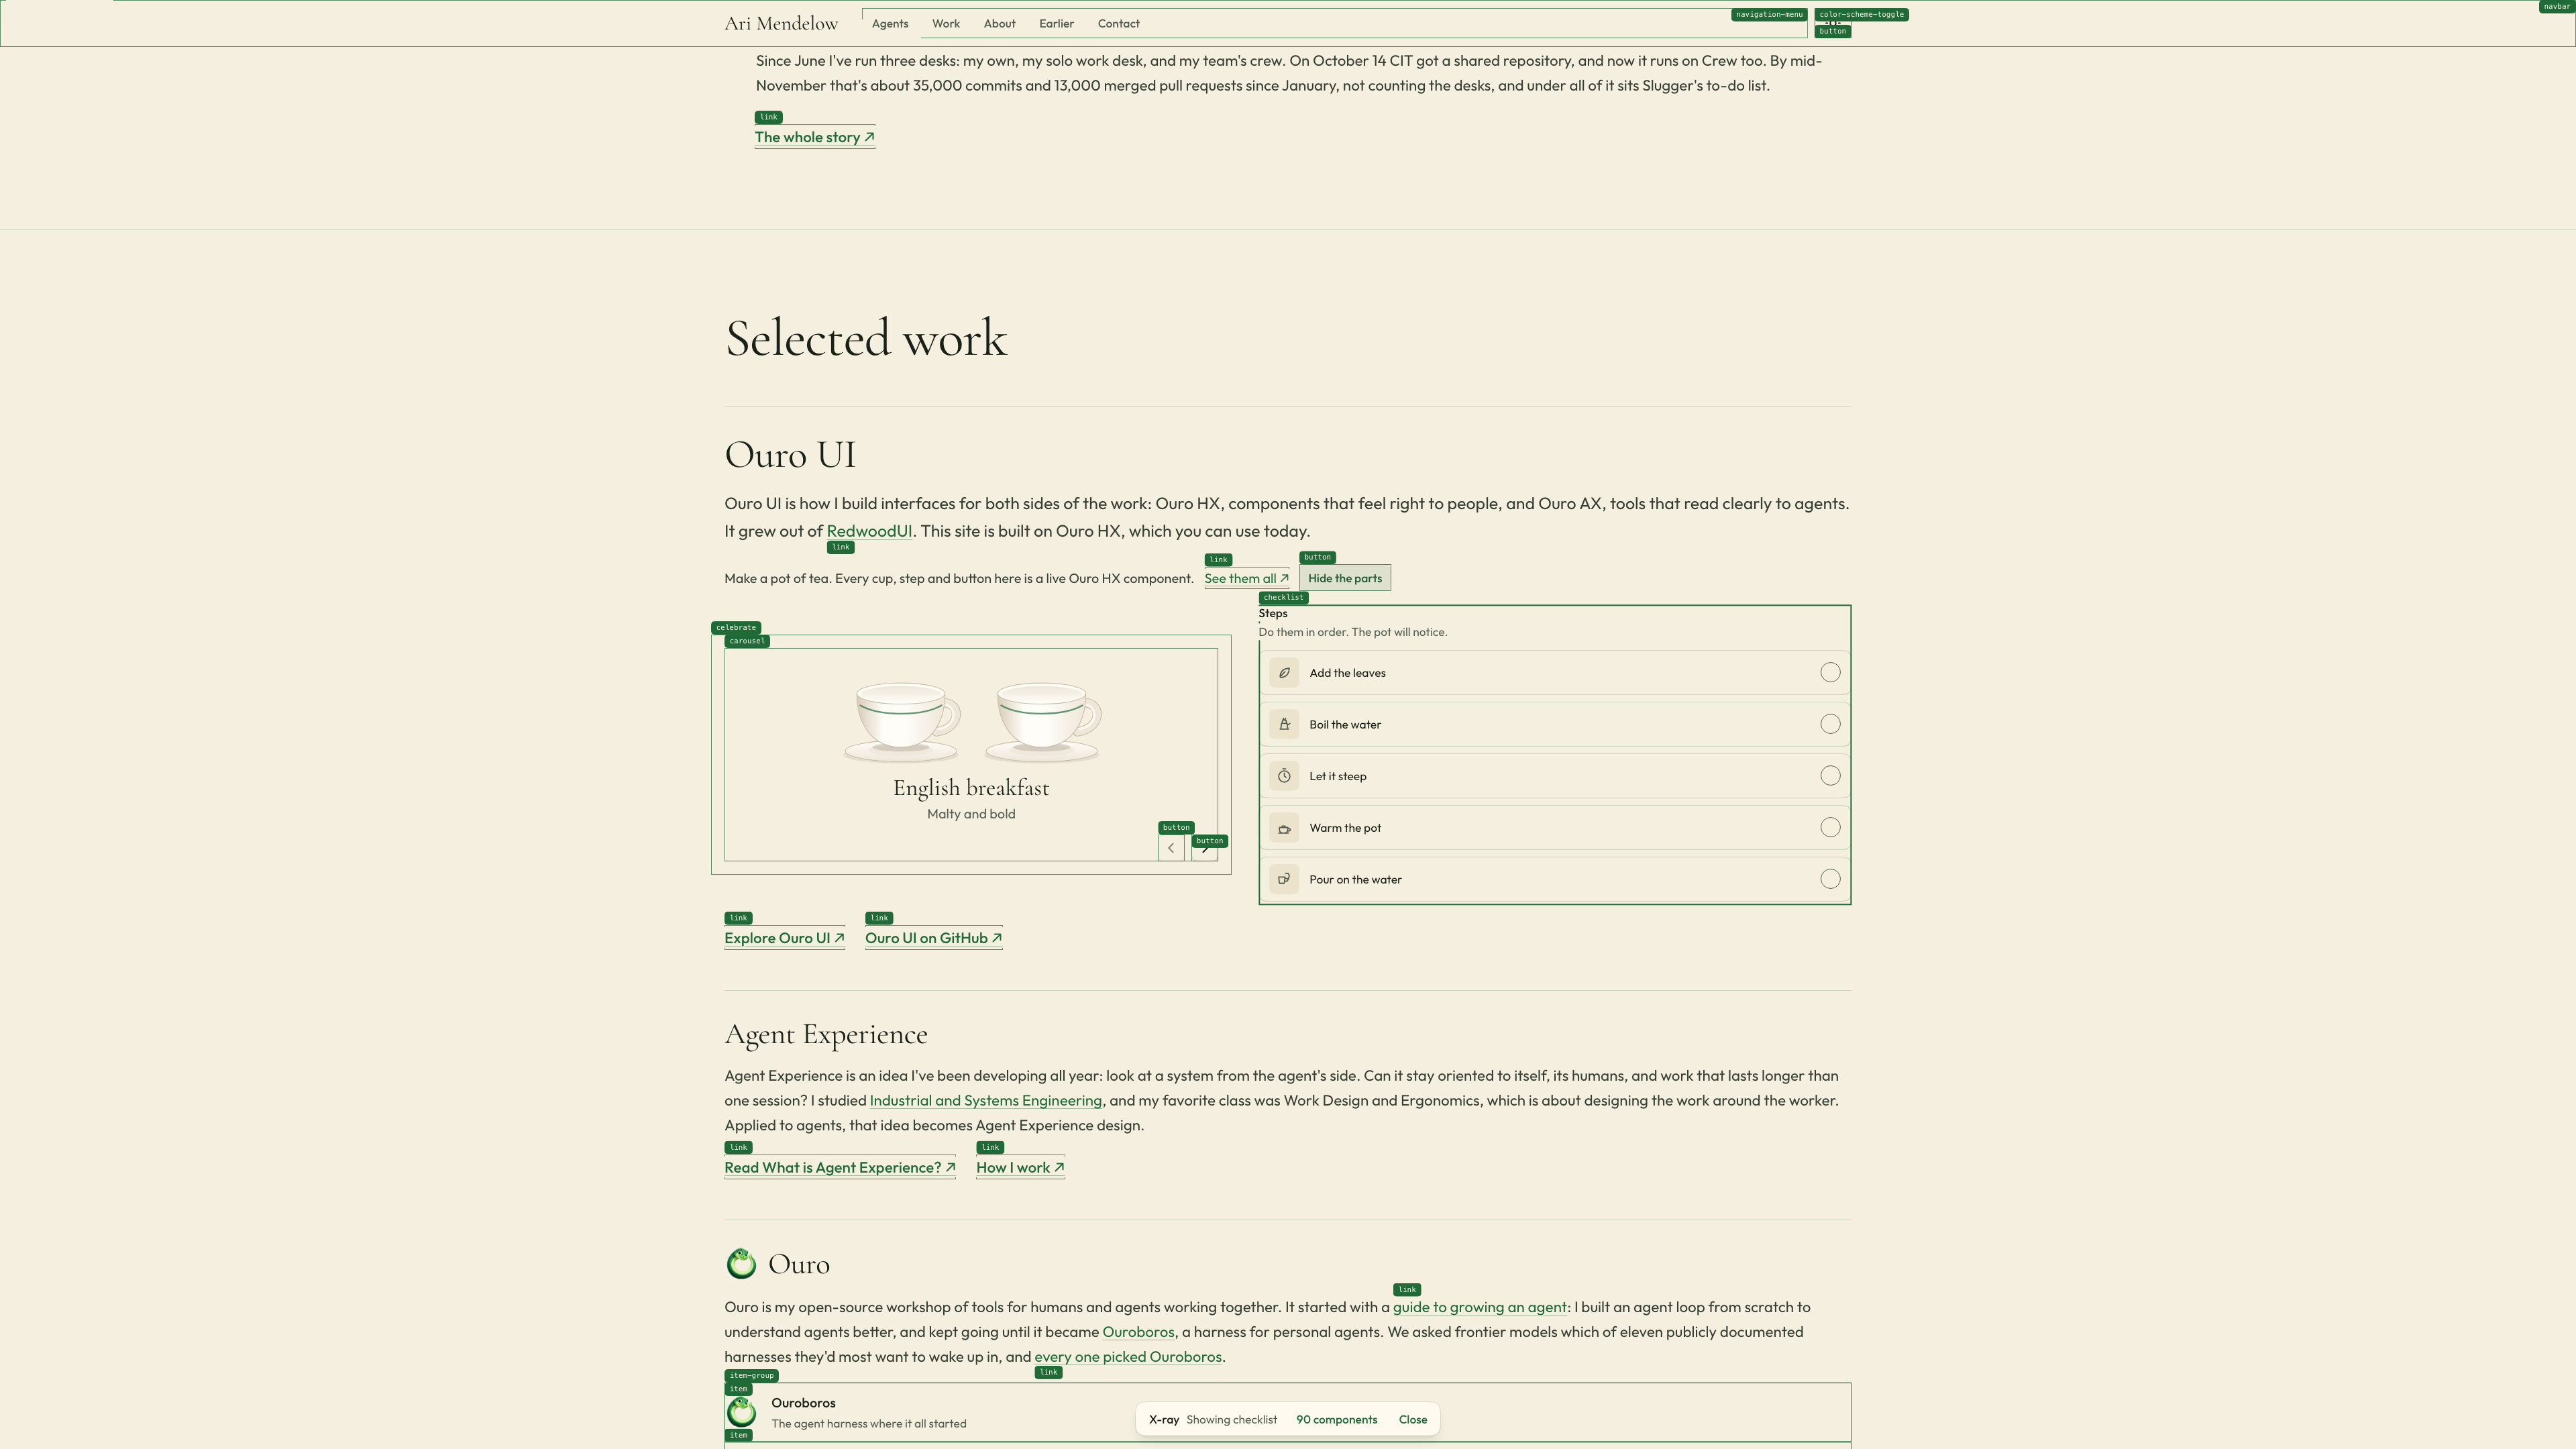 Ari Mendelow
Agents Work About Earlier Contact
navigation-menu
color-scheme-toggle
button
navbar
Since June I've run three desks: my own, my solo work desk, and my team's crew. On October 14 CIT got a shared repository, and now it runs on Crew too. By mid-
November that's about 35,000 commits and 13,000 merged pull requests since January, not counting the desks, and under all of it sits Slugger's to-do list.
link
The whole story ↗
Selected work
Ouro UI
Ouro UI is how I build interfaces for both sides of the work: Ouro HX, components that feel right to people, and Ouro AX, tools that read clearly to agents.
It grew out of RedwoodUI. This site is built on Ouro HX, which you can use today.
link
link
button
Make a pot of tea. Every cup, step and button here is a live Ouro HX component. See them all ↗ Hide the parts
celebrate
carousel
English breakfast
Malty and bold
button
button
checklist
Steps
Do them in order. The pot will notice.
Add the leaves
Boil the water
Let it steep
Warm the pot
Pour on the water
link
link
Explore Ouro UI ↗ Ouro UI on GitHub ↗
Agent Experience
Agent Experience is an idea I've been developing all year: look at a system from the agent's side. Can it stay oriented to itself, its humans, and work that lasts longer than
one session? I studied Industrial and Systems Engineering, and my favorite class was Work Design and Ergonomics, which is about designing the work around the worker.
Applied to agents, that idea becomes Agent Experience design.
link
link
Read What is Agent Experience? ↗ How I work ↗
Ouro
link
Ouro is my open-source workshop of tools for humans and agents working together. It started with a guide to growing an agent: I built an agent loop from scratch to
understand agents better, and kept going until it became Ouroboros, a harness for personal agents. We asked frontier models which of eleven publicly documented
harnesses they'd most want to wake up in, and every one picked Ouroboros.
link
item-group
item
Ouroboros
The agent harness where it all started
item
X-ray Showing checklist 90 components Close